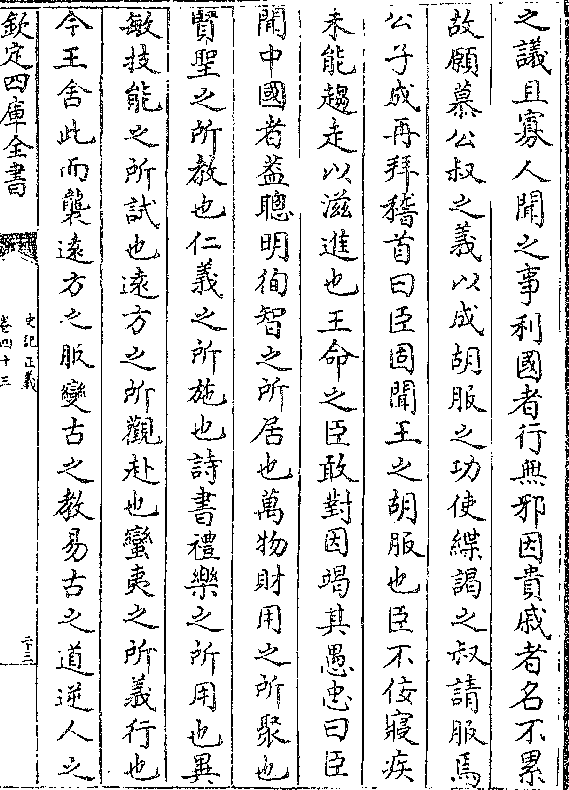 之議且寡人聞之事利國者行無邪因貴戚者名不累
故願慕公叔之義以成胡服之功使緤謁之叔請服焉
公子成再拜稽首曰臣固聞王之胡服也臣不佞寢疾
未能趨走以滋進也王命之臣敢對因竭其愚忠曰臣
聞中國者蓋聰明徇智之所居也萬物財用之所聚也
賢聖之所教也仁義之所施也詩書禮樂之所用也異
敏技能之所試也逺方之所觀赴也蠻夷之所義行也
今王舍此而襲逺方之服變古之教易古之道逆人之
欽定四庫全書
史記正義
卷四十三
二十三